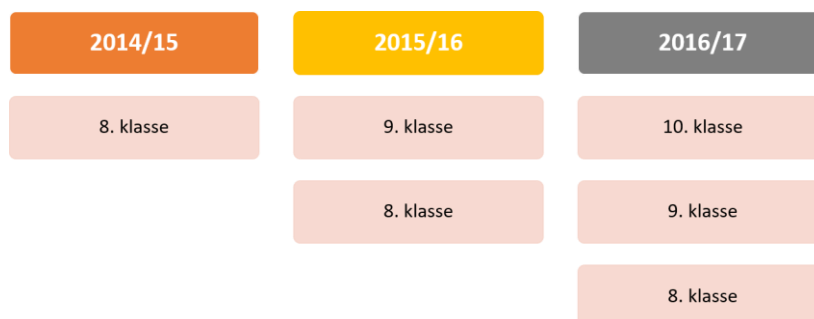 2014/15
2015/16
2016/17
8. klasse
9. klasse
10. klasse
8. klasse
9. klasse
8. klasse